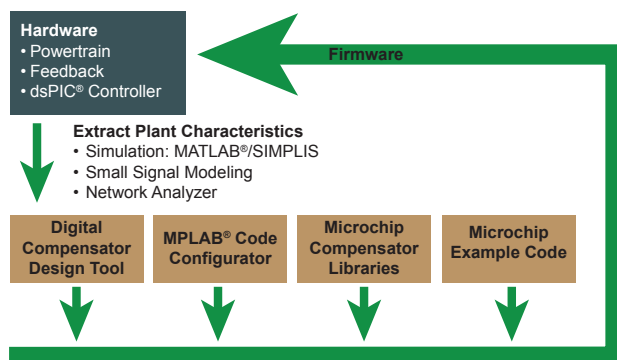 Hardware
• Powertrain
• Feedback
• dsPIC® Controller
Firmware
Extract Plant Characteristics
• Simulation: MATLAB®/SIMPLIS
• Small Signal Modeling
• Network Analyzer
Digital
Compensator
Design Tool
MPLAB® Code
Configurator
Microchip
Compensator
Libraries
Microchip
Example Code